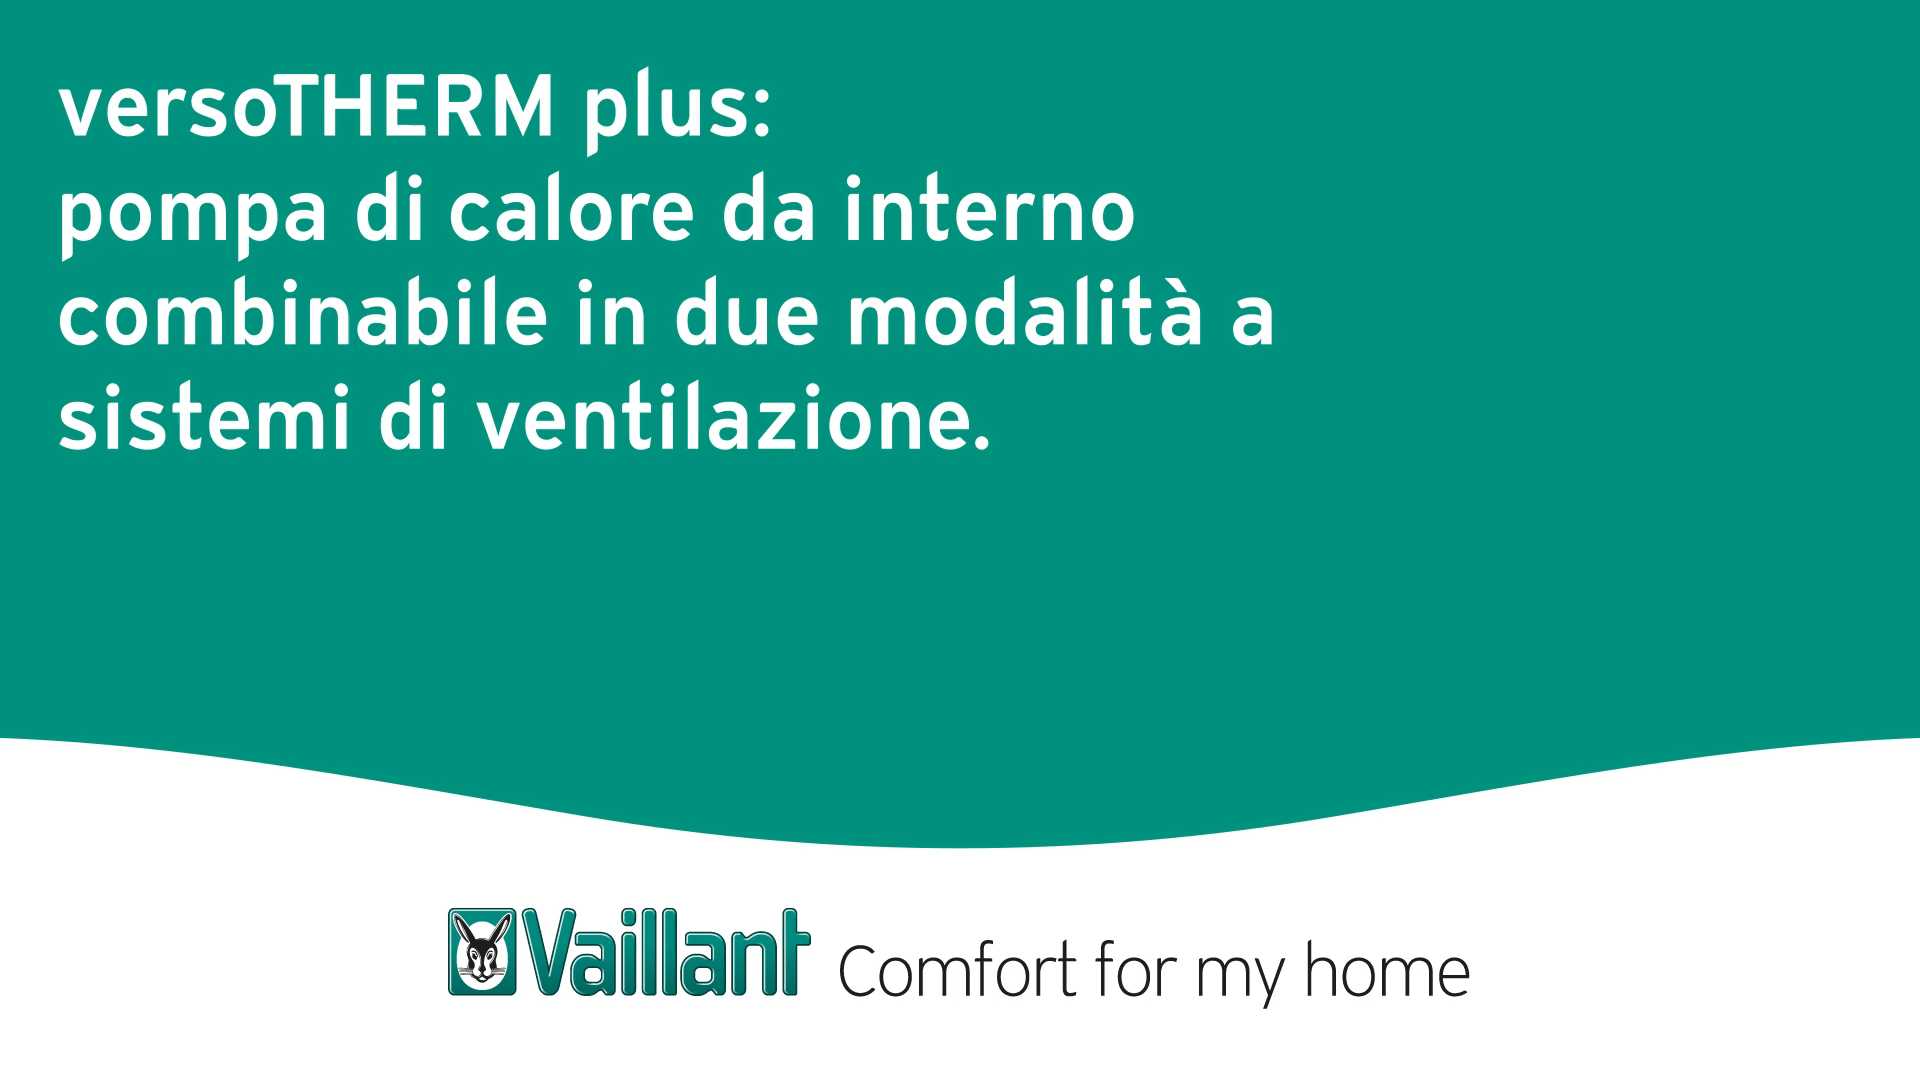 versoTHERM plus:
pompa di calore da interno
combinabile in due modalità a
sistemi di ventilazione.
Vaillant Comfort for my home